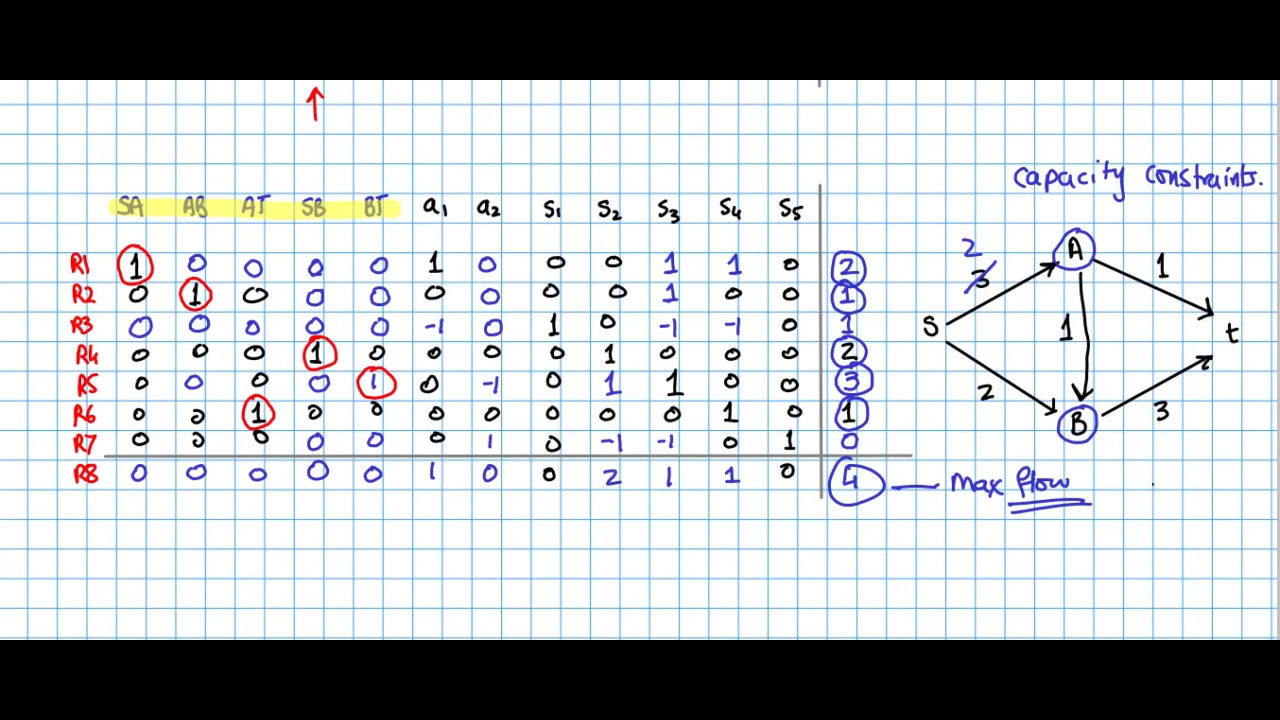 capacity constraints.
SA AB AT SB BT a1 a2 S1 S2 S3 S4 S5
R1 1 0 0 0 0 1 0 0 0 1 1 0 2
R2 0 1 0 0 0 0 0 0 0 1 0 0 1
R3 0 0 0 0 0 -1 0 1 0 -1 -1 0 1
R4 0 0 0 1 0 0 0 0 1 0 0 0 2
R5 0 0 0 0 1 0 -1 0 1 1 0 0 3
R6 0 0 1 0 0 0 0 0 0 0 1 0 1
R7 0 0 0 0 0 0 1 0 -1 -1 0 1 0
R8 0 0 0 0 0 1 0 0 2 1 1 0 4 — max flow
A
2
3
1
S
1
t
2
B
3